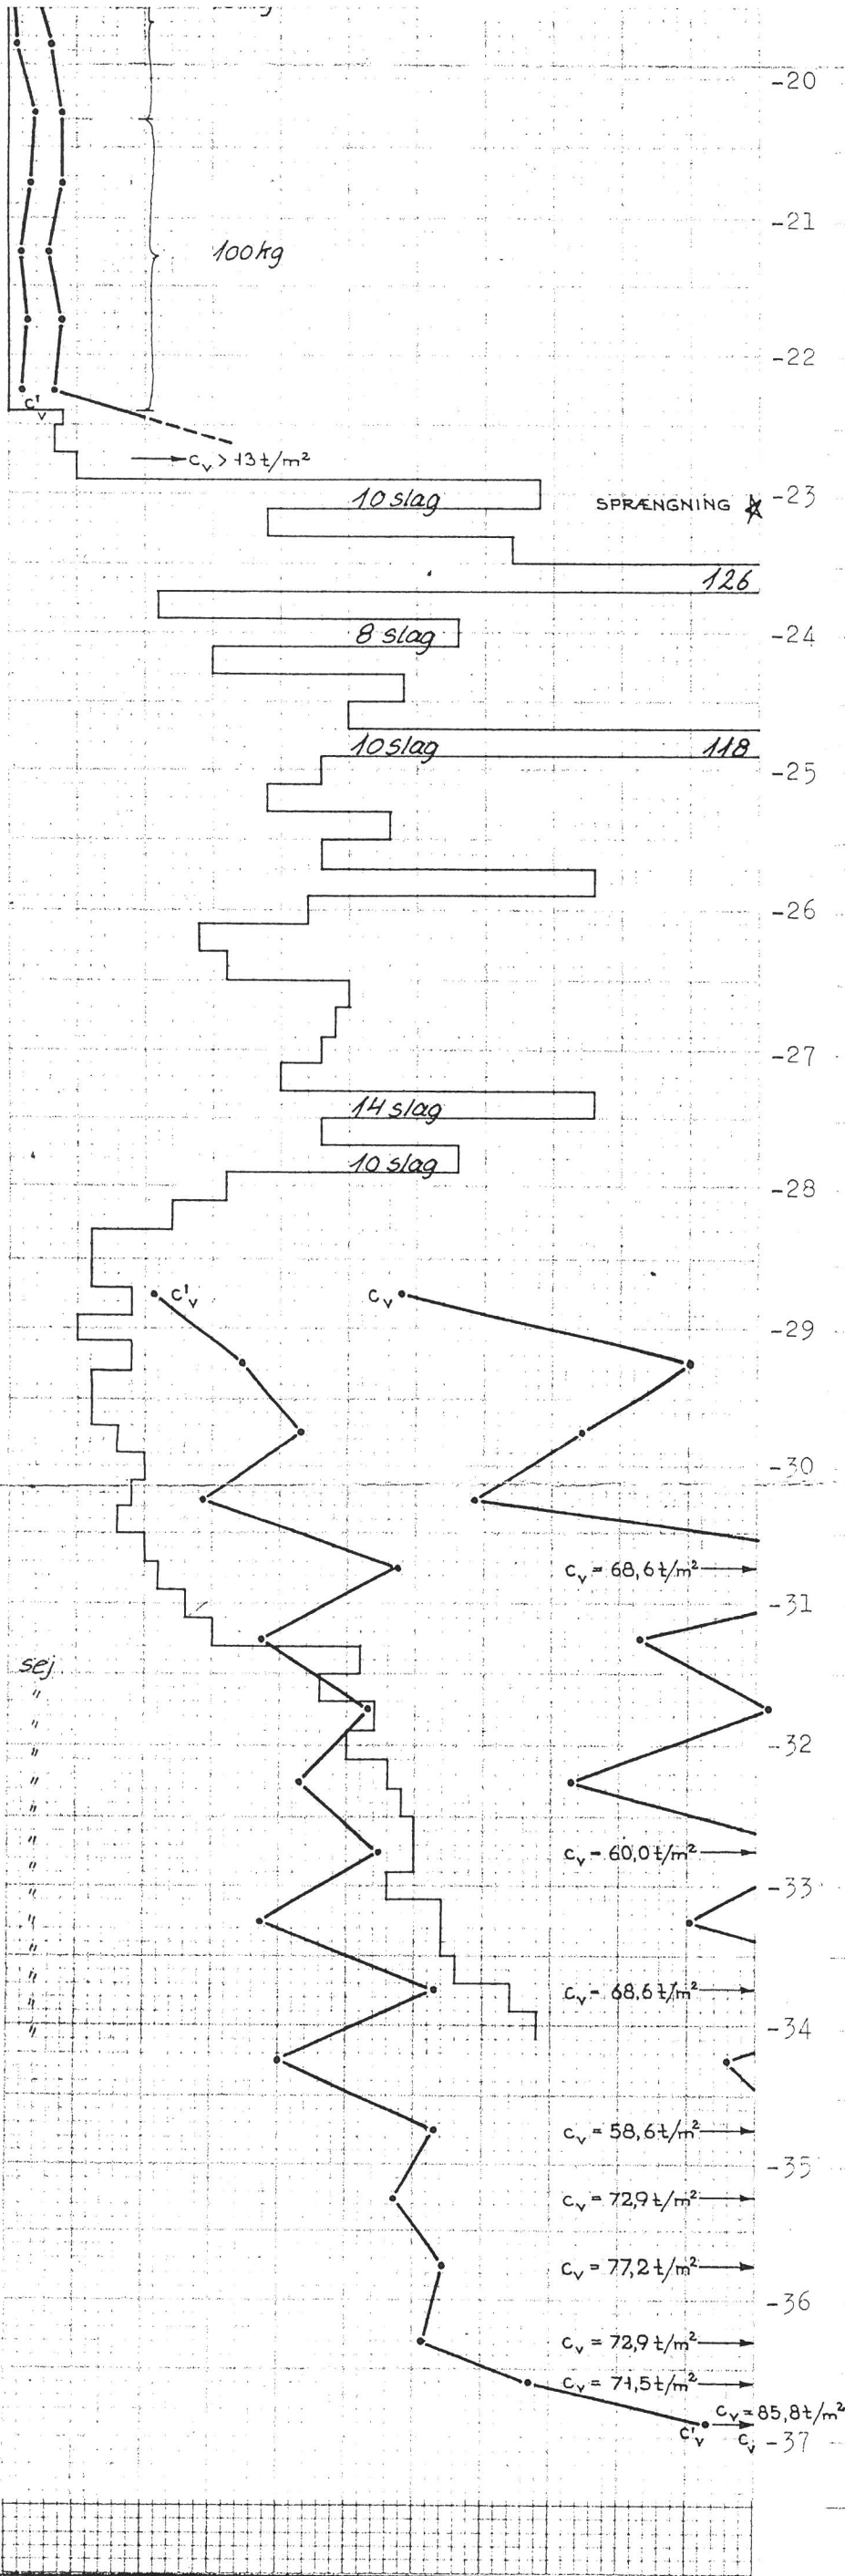 -20
-21
100 kg
-22
c'v
cv > 13 t/m²
-23
10 slag
SPRÆNGNING
126
-24
8 slag
10 slag
118
-25
-26
-27
14 slag
10 slag
-28
c'v
cv
-29
-30
cv = 68,6 t/m²
-31
sej
"
"
-32
"
"
"
"
cv = 60,0 t/m²
"
-33
"
"
"
"
cv = 68,6 t/m²
"
-34
"
cv = 58,6 t/m²
-35
cv = 72,9 t/m²
cv = 77,2 t/m²
-36
cv = 72,9 t/m²
cv = 71,5 t/m²
cv = 85,8 t/m²
c'v
cv
-37